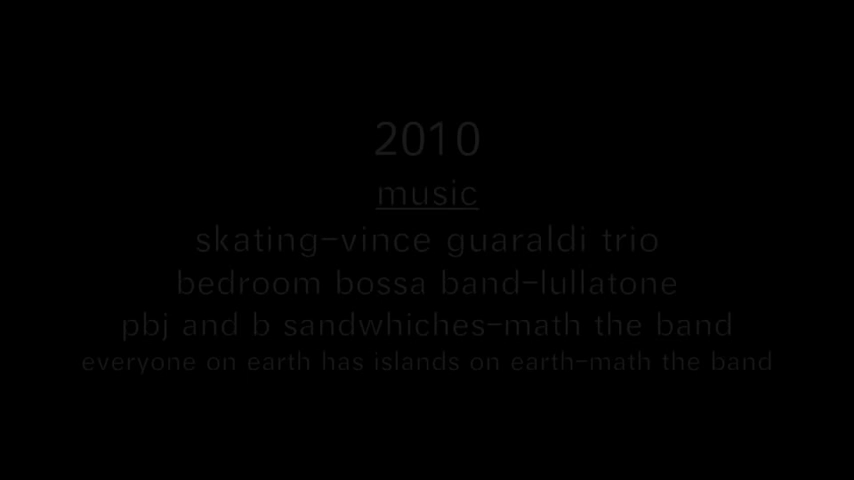 2010
music
skating-vince guaraldi trio
bedroom bossa band-lullatone
pbj and b sandwhiches-math the band
everyone on earth has islands on earth-math the band